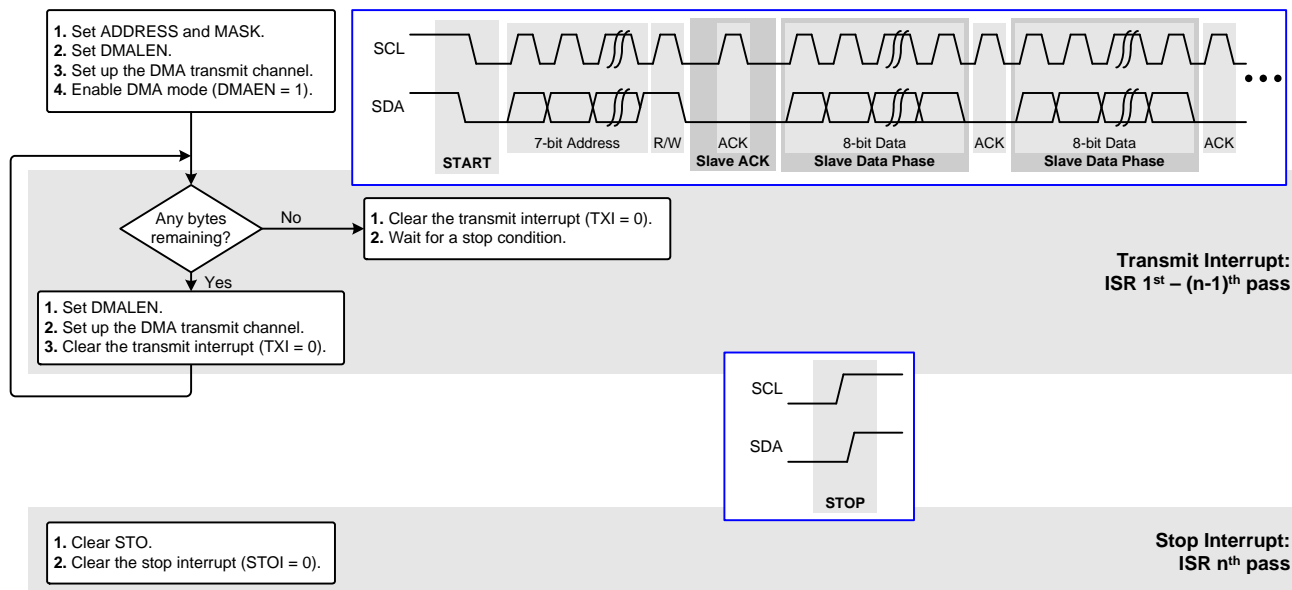 1. Set ADDRESS and MASK.
2. Set DMALEN.
3. Set up the DMA transmit channel.
4. Enable DMA mode (DMAEN = 1).
SCL
SDA
7-bit Address
R/W
ACK
8-bit Data
ACK
8-bit Data
ACK
START
Slave ACK
Slave Data Phase
Slave Data Phase
Any bytes
remaining?
No
Yes
1. Clear the transmit interrupt (TXI = 0).
2. Wait for a stop condition.
Transmit Interrupt:
ISR 1st – (n-1)th pass
1. Set DMALEN.
2. Set up the DMA transmit channel.
3. Clear the transmit interrupt (TXI = 0).
SCL
SDA
STOP
1. Clear STO.
2. Clear the stop interrupt (STOI = 0).
Stop Interrupt:
ISR nth pass